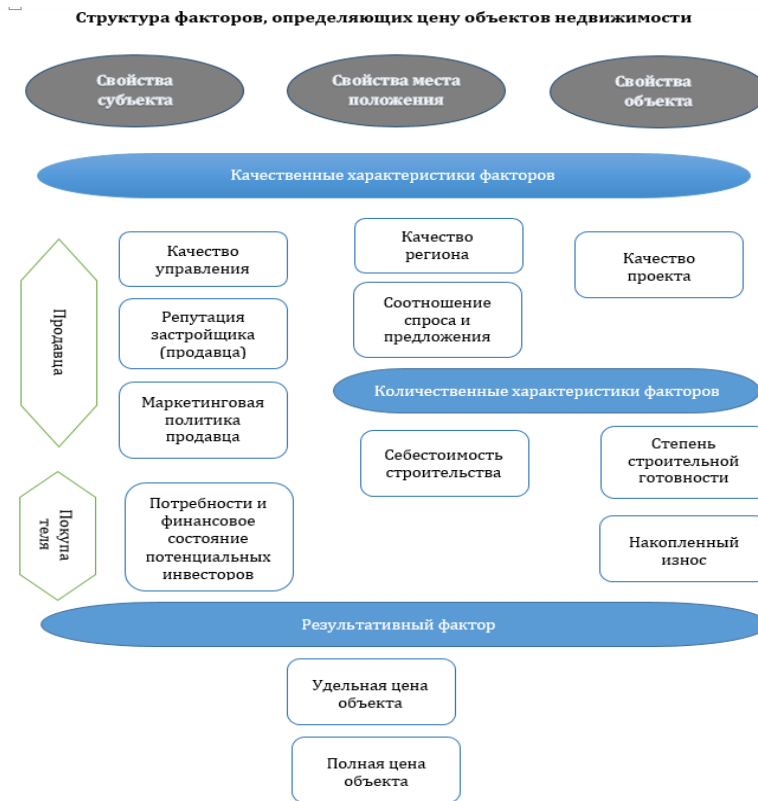 Структура факторов, определяющих цену объектов недвижимости
Свойства
субъекта
Свойства места
положения
Свойства
объекта
Качественные характеристики факторов
Продавца
Качество
управления
Репутация
застройщика
(продавца)
Маркетинговая
политика
продавца
Качество
региона
Соотношение
спроса и
предложения
Качество
проекта
Количественные характеристики факторов
Себестоимость
строительства
Степень
строительной
готовности
Накопленный
износ
Покупа
теля
Потребности и
финансовое
состояние
потенциальных
инвесторов
Результативный фактор
Удельная цена
объекта
Полная цена
объекта